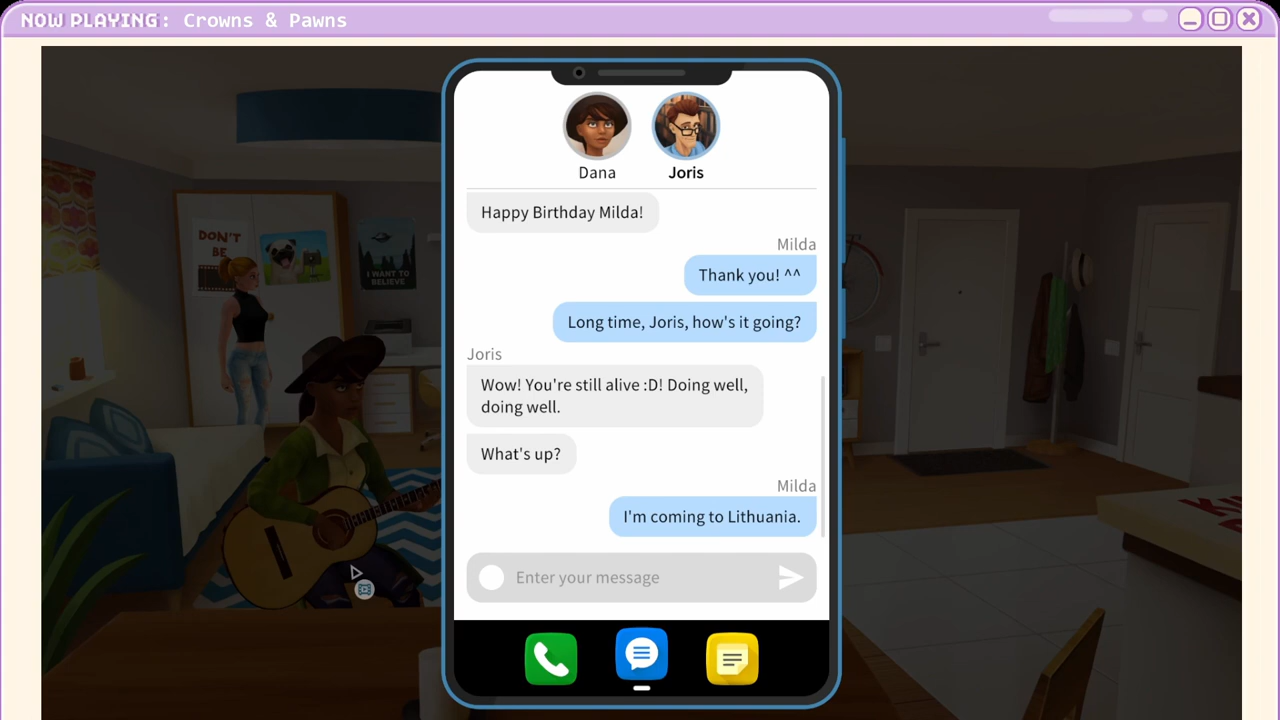 NOW PLAYING: Crowns & Pawns
Dana
Joris
Happy Birthday Milda!
Milda
Thank you! ^^
Long time, Joris, how's it going?
Joris
Wow! You're still alive :D! Doing well,
doing well.
What's up?
Milda
I'm coming to Lithuania.
Enter your message
DON'T
BE
I WANT TO
BELIEVE